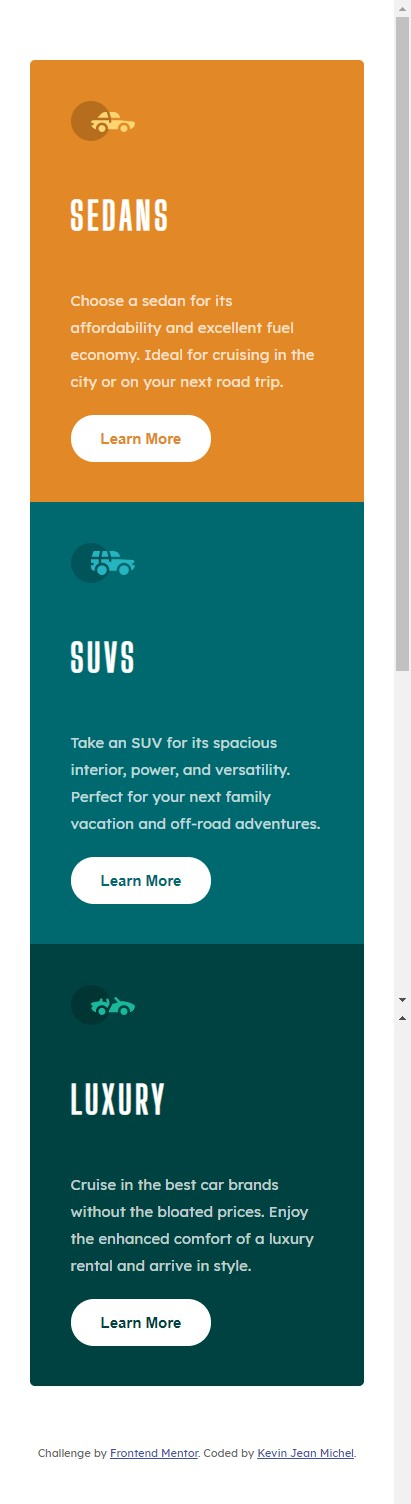 SEDANS
Choose a sedan for its
affordability and excellent fuel
economy. Ideal for cruising in the
city or on your next road trip.
Learn More
SUVS
Take an SUV for its spacious
interior, power, and versatility.
Perfect for your next family
vacation and off-road adventures.
Learn More
LUXURY
Cruise in the best car brands
without the bloated prices. Enjoy
the enhanced comfort of a luxury
rental and arrive in style.
Learn More
Challenge by Frontend Mentor. Coded by Kevin Jean Michel.